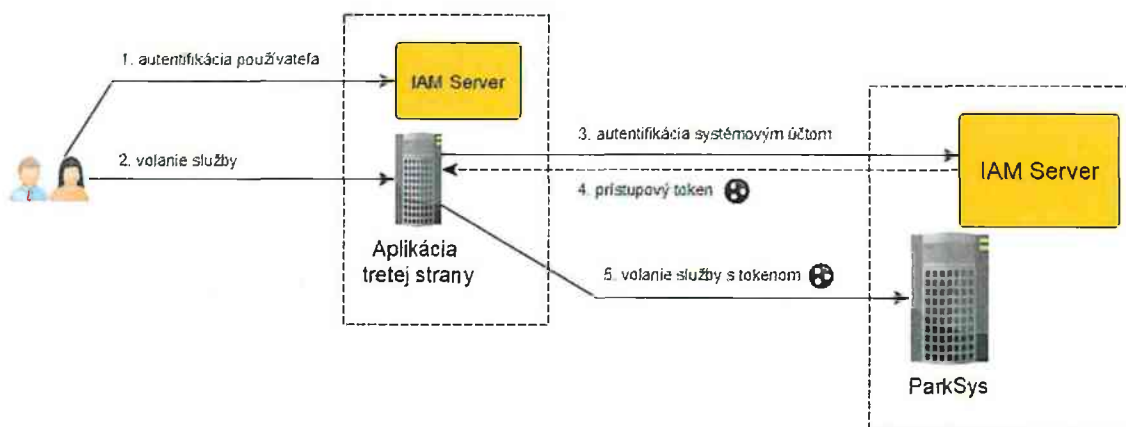 1. autentifikácia používateľa
IAM Server
2. volanie služby
3. autentifikácia systémovým účtom
4. prístupový token
IAM Server
Aplikácia
tretej strany
5. volanie služby s tokenom
ParkSys